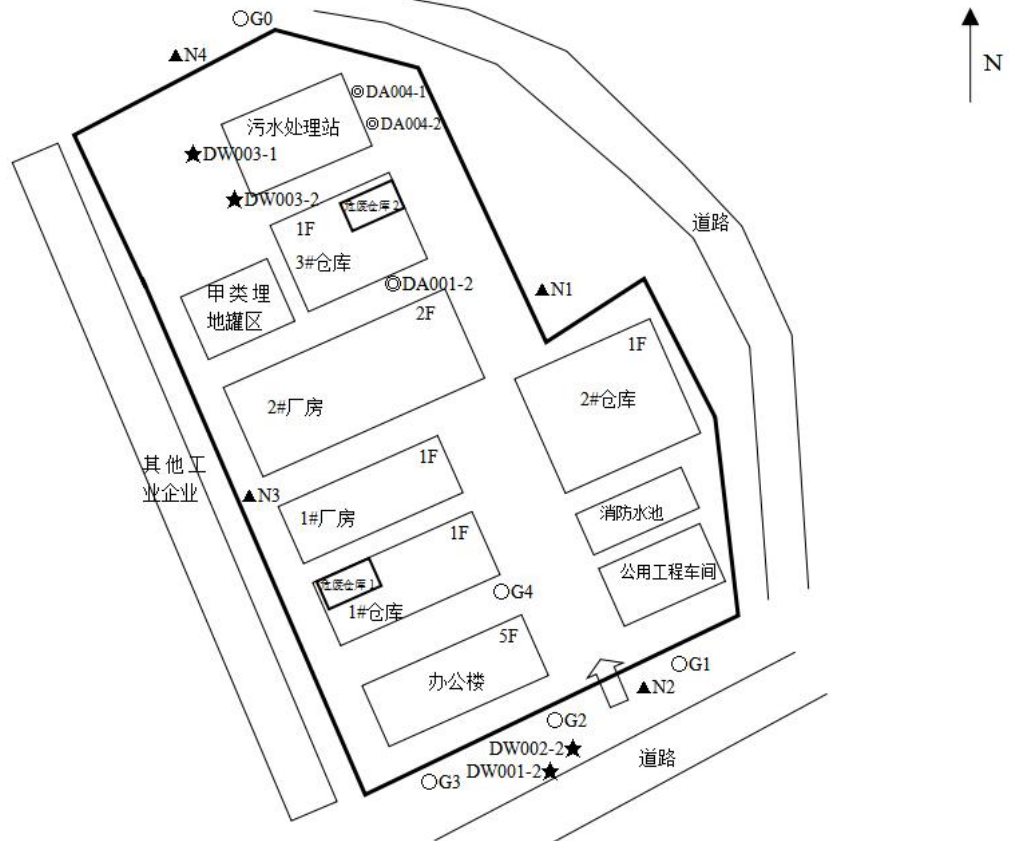 ○G0
▲N4
N
◎DA004-1
污水处理站
◎DA004-2
★DW003-1
★DW003-2
危废仓库2
1F
3#仓库
道路
◎DA001-2
▲N1
甲类埋
地罐区
2F
1F
2#厂房
2#仓库
其他工
业企业
1F
▲N3
1#厂房
消防水池
1F
公用工程车间
危废仓库1
○G4
1#仓库
5F
办公楼
○G1
▲N2
○G2
DW002-2★
道路
DW001-2★
○G3